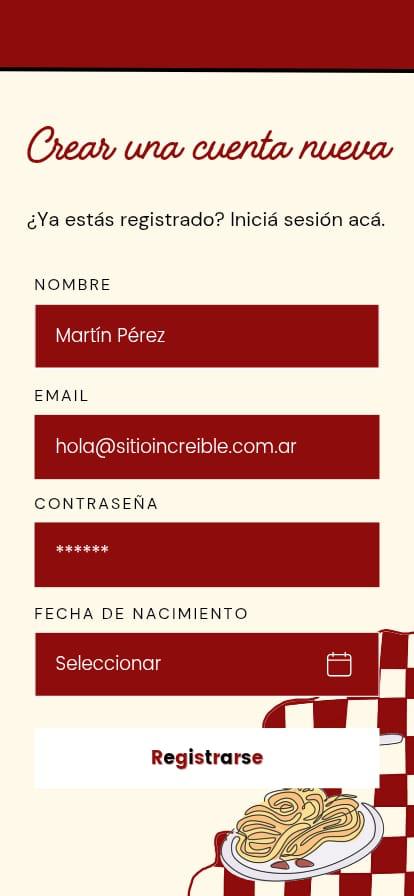 Crear una cuenta nueva
¿Ya estás registrado? Iniciá sesión acá.
NOMBRE
Martín Pérez
EMAIL
hola@sitioincreible.com.ar
CONTRASEÑA
******
FECHA DE NACIMIENTO
Seleccionar
Registrarse